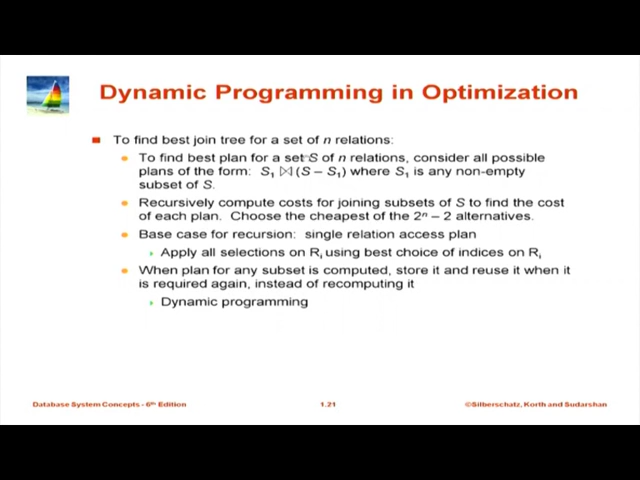 Dynamic Programming in Optimization
To find best join tree for a set of n relations:
To find best plan for a set S of n relations, consider all possible
plans of the form: S₁ ⋈ (S – S₁) where S₁ is any non-empty
subset of S.
Recursively compute costs for joining subsets of S to find the cost
of each plan. Choose the cheapest of the 2ⁿ – 2 alternatives.
Base case for recursion: single relation access plan
Apply all selections on Rᵢ using best choice of indices on Rᵢ
When plan for any subset is computed, store it and reuse it when it
is required again, instead of recomputing it
Dynamic programming
Database System Concepts - 6th Edition
1.21
©Silberschatz, Korth and Sudarshan